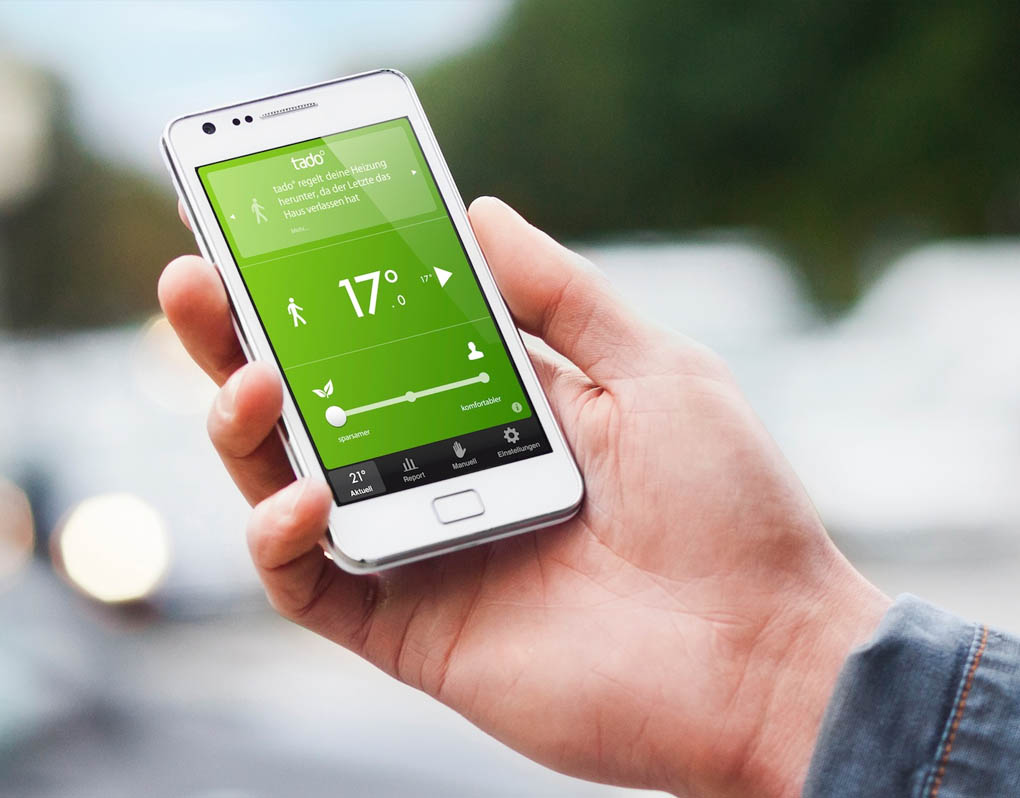 tado°
tado° regelt deine Heizung
herunter, da der Letzte das
Haus verlassen hat
Mehr...
17°
.0
17°
sparsamer
komfortabler
i
21°
Aktuell
Report
Manuell
Einstellungen